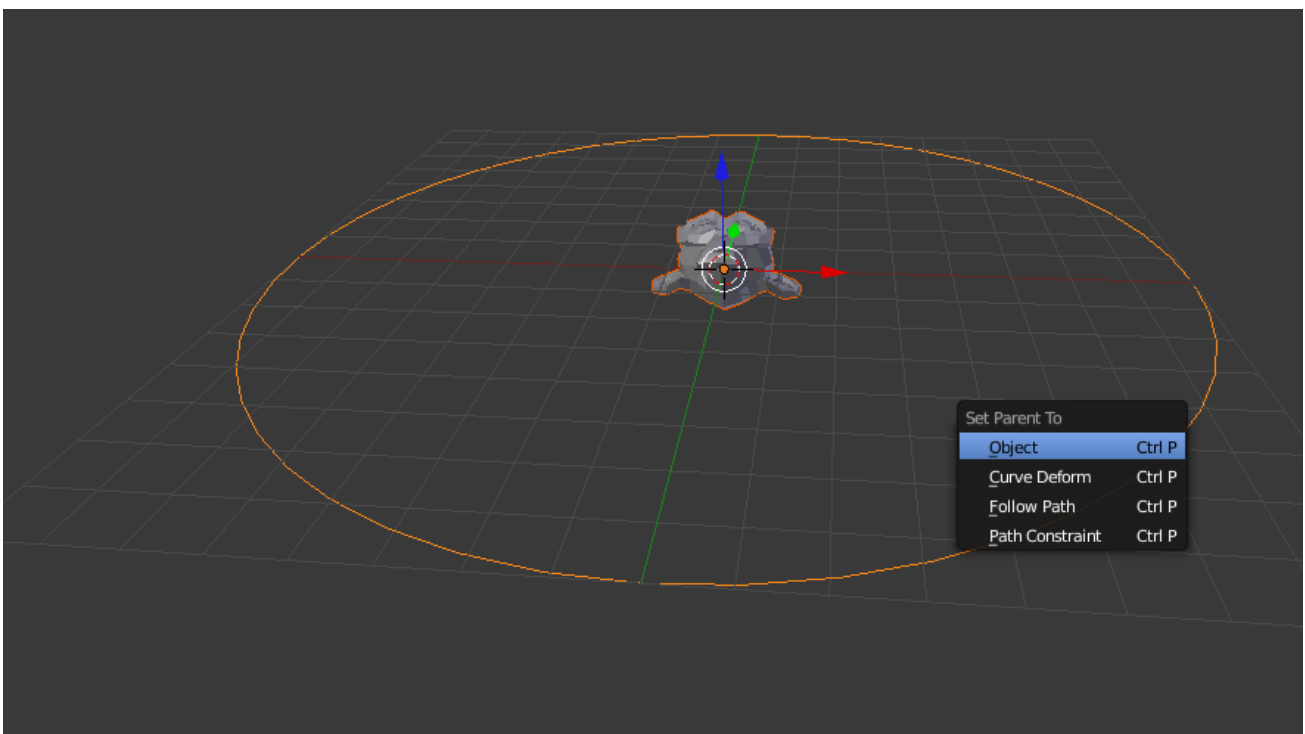 Set Parent To
Object Ctrl P
Curve Deform Ctrl P
Follow Path Ctrl P
Path Constraint Ctrl P